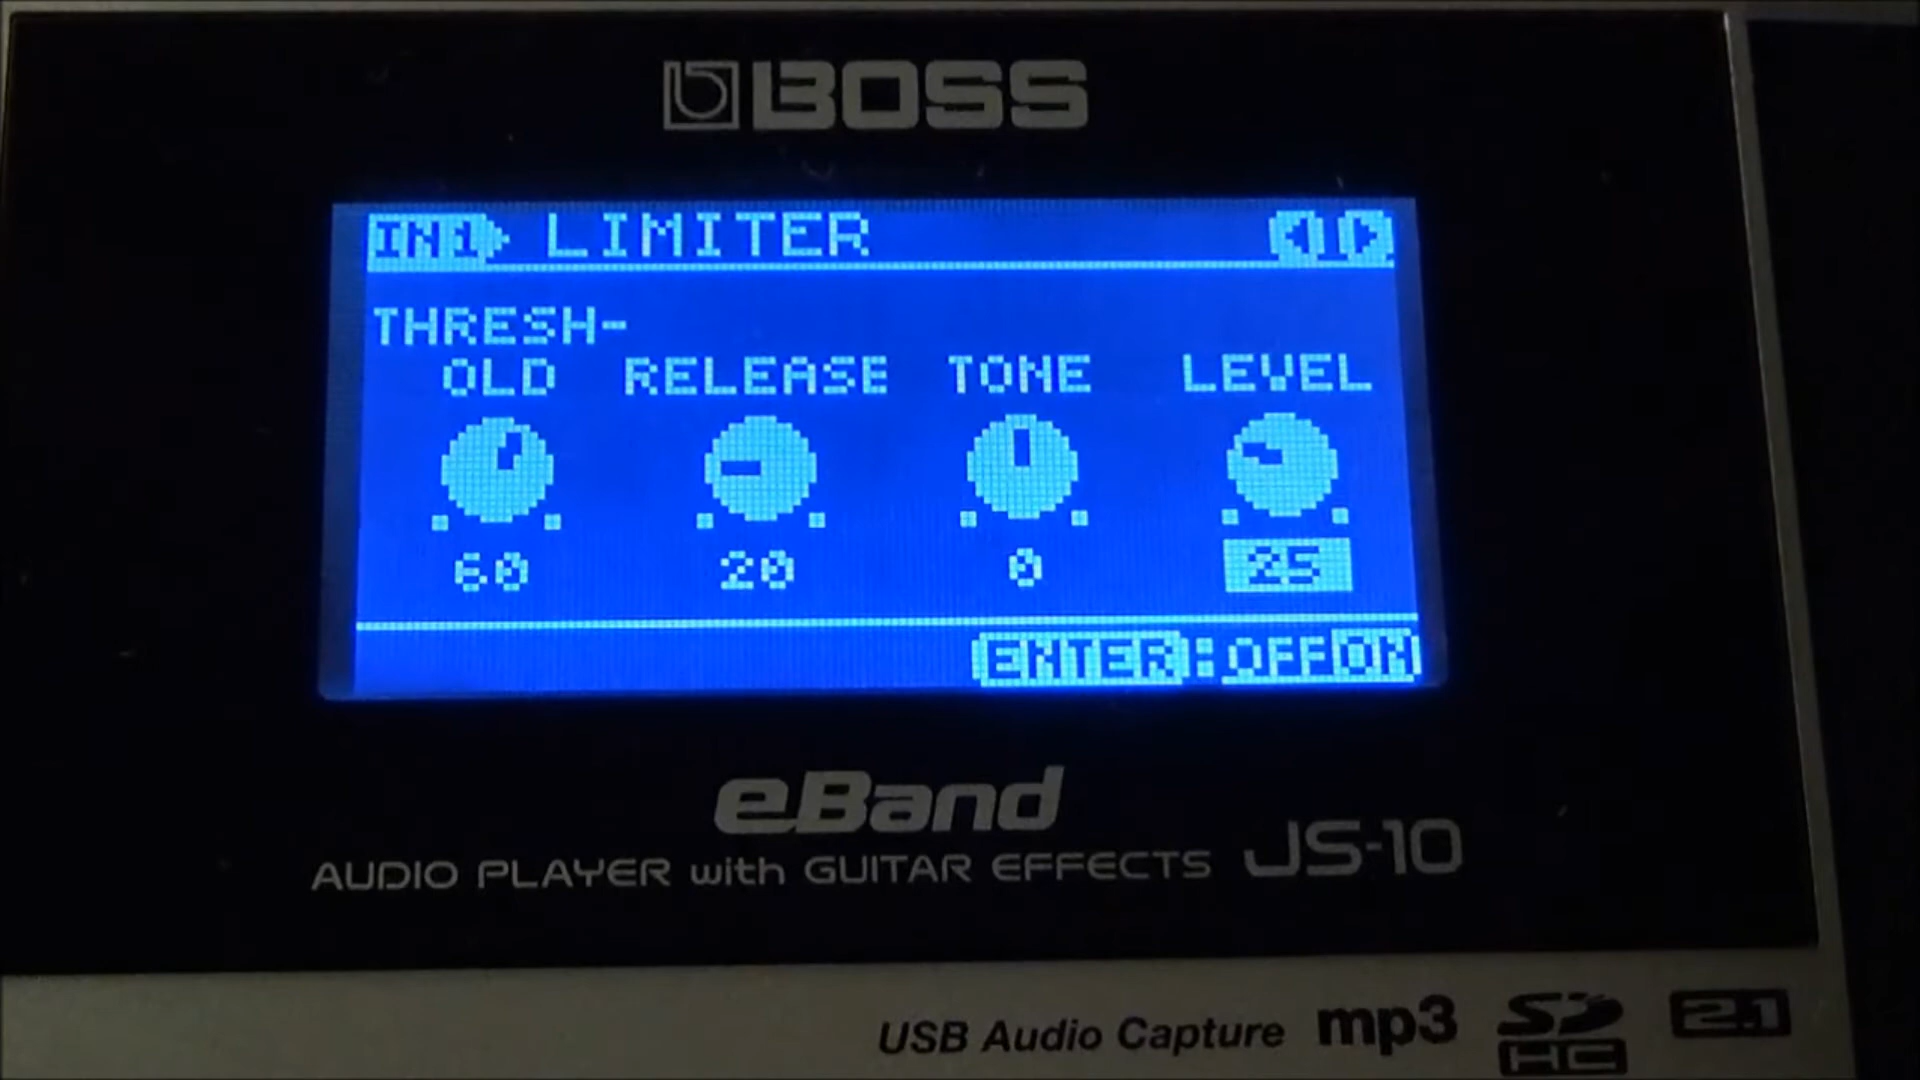 BOSS
IN1 LIMITER
THRESH-
OLD RELEASE TONE LEVEL
60 20 0 25
ENTER:OFF ON
eBand
AUDIO PLAYER with GUITAR EFFECTS JS-10
USB Audio Capture mp3 SD HC 2.1